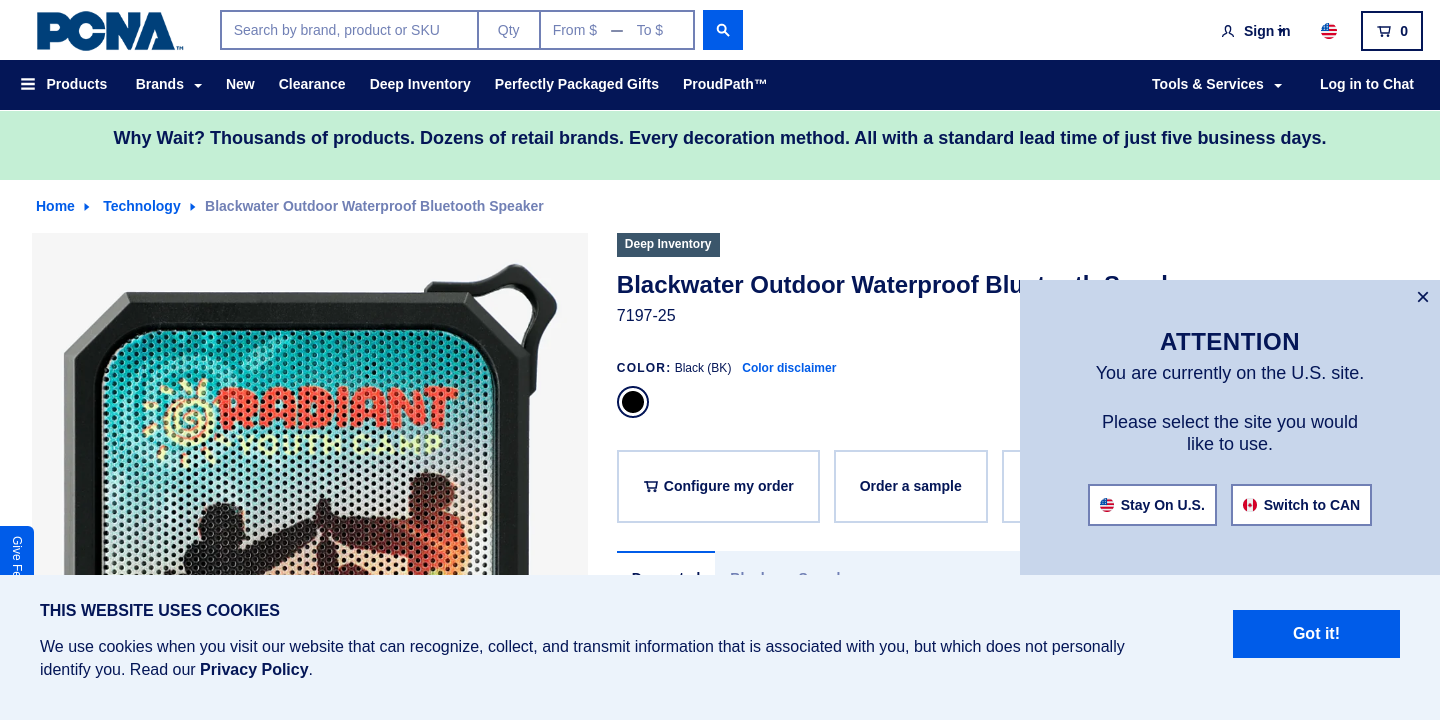 PCNA™
Search by brand, product or SKU
Qty
From $ — To $
Sign in
0
Products
Brands
New
Clearance
Deep Inventory
Perfectly Packaged Gifts
ProudPath™
Tools & Services
Log in to Chat
Why Wait? Thousands of products. Dozens of retail brands. Every decoration method. All with a standard lead time of just five business days.
Home
Technology
Blackwater Outdoor Waterproof Bluetooth Speaker
RADIANT
YOUTH CAMP
Deep Inventory
Blackwater Outdoor Waterproof
7197-25
COLOR: Black (BK) Color disclaimer
Configure my order
Order a sample
×
ATTENTION
You are currently on the U.S. site.
Please select the site you would
like to use.
Stay On U.S.
Switch to CAN
Give
THIS WEBSITE USES COOKIES
We use cookies when you visit our website that can recognize, collect, and transmit information that is associated with you, but which does not personally
identify you. Read our Privacy Policy.
Got it!